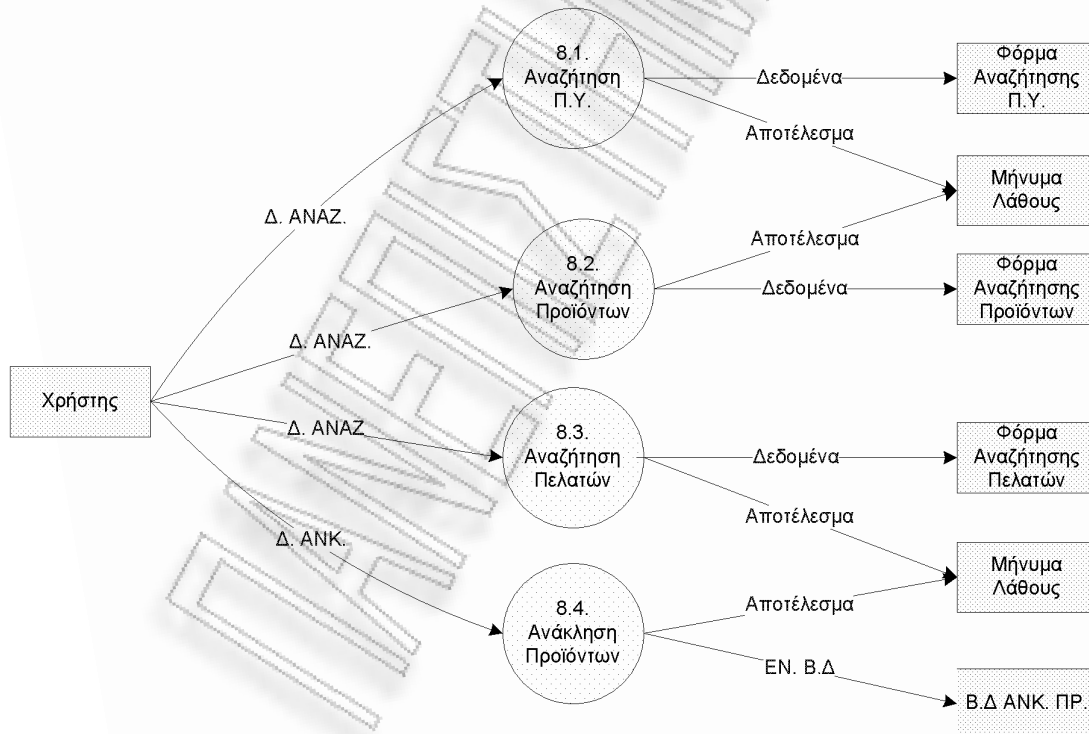 8.1.
Αναζήτηση
Π.Υ.
Δεδομένα
Φόρμα
Αναζήτησης
Π.Υ.
Αποτέλεσμα
Μήνυμα
Λάθους
Δ. ΑΝΑΖ.
8.2.
Αναζήτηση
Προϊόντων
Αποτέλεσμα
Δεδομένα
Φόρμα
Αναζήτησης
Προϊόντων
Δ. ΑΝΑΖ.
Χρήστης
Δ. ΑΝΑΖ
8.3.
Αναζήτηση
Πελατών
Δεδομένα
Φόρμα
Αναζήτησης
Πελατών
Αποτέλεσμα
Μήνυμα
Λάθους
Δ. ΑΝΚ.
8.4.
Ανάκληση
Προϊόντων
Αποτέλεσμα
ΕΝ. Β.Δ
Β.Δ ΑΝΚ. ΠΡ.